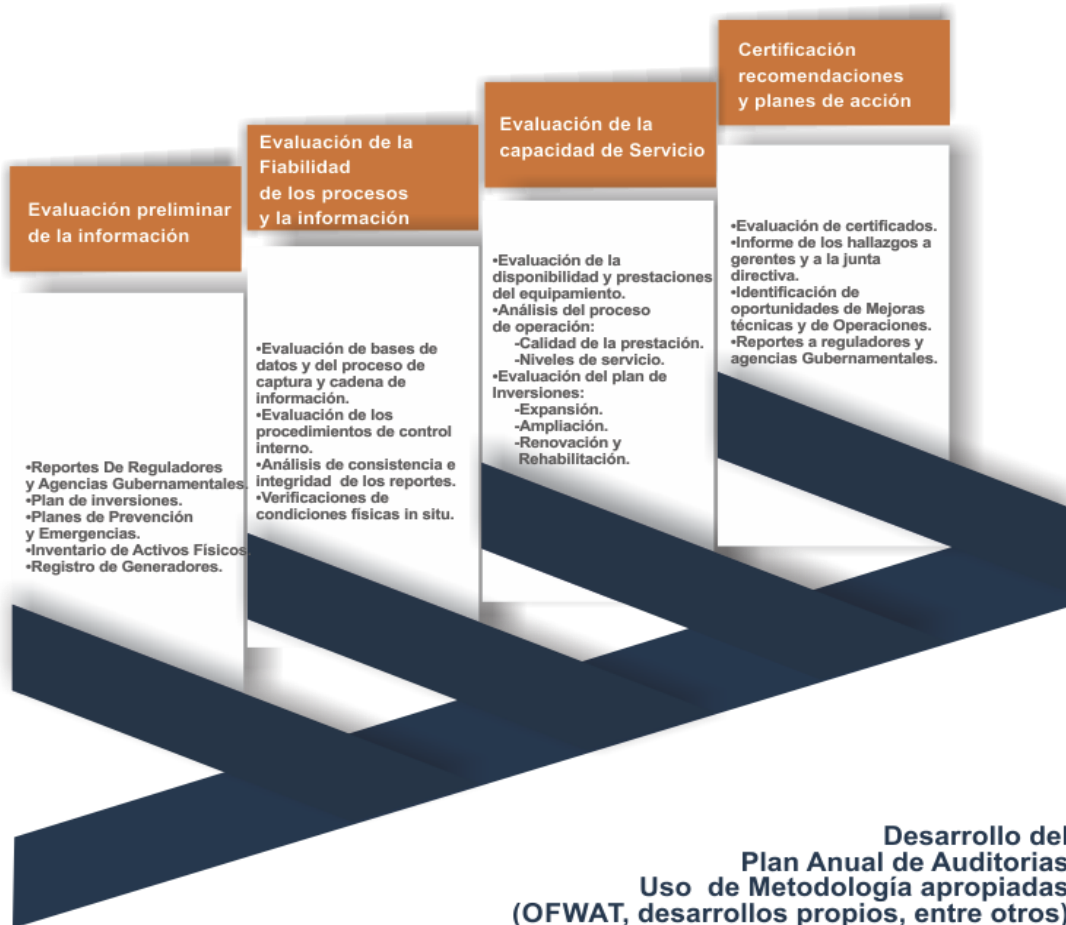 Evaluación preliminar
de la información
•Reportes De Reguladores
y Agencias Gubernamentales.
•Plan de inversiones.
•Planes de Prevención
y Emergencias.
•Inventario de Activos Físicos
•Registro de Generadores.
Evaluación de la
Fiabilidad
de los procesos
y la información
•Evaluación de bases de
datos y del proceso de
captura y cadena de
información.
•Evaluación de los
procedimientos de control
interno.
•Análisis de consistencia e
integridad de los reportes.
•Verificaciones de
condiciones físicas in situ.
Evaluación de la
capacidad de Servicio
•Evaluación de la
disponibilidad y prestaciones
del equipamiento.
•Análisis del proceso
de operación:
-Calidad de la prestación.
-Niveles de servicio.
•Evaluación del plan de
Inversiones:
-Expansión.
-Ampliación.
-Renovación y
Rehabilitación.
Certificación
recomendaciones
y planes de acción
•Evaluación de certificados.
•Informe de los hallazgos a
gerentes y a la junta
directiva.
•Identificación de
oportunidades de Mejoras
técnicas y de Operaciones.
•Reportes a reguladores y
agencias Gubernamentales.
Desarrollo del
Plan Anual de Auditorias
Uso de Metodología apropiadas
(OFWAT, desarrollos propios, entre otros)